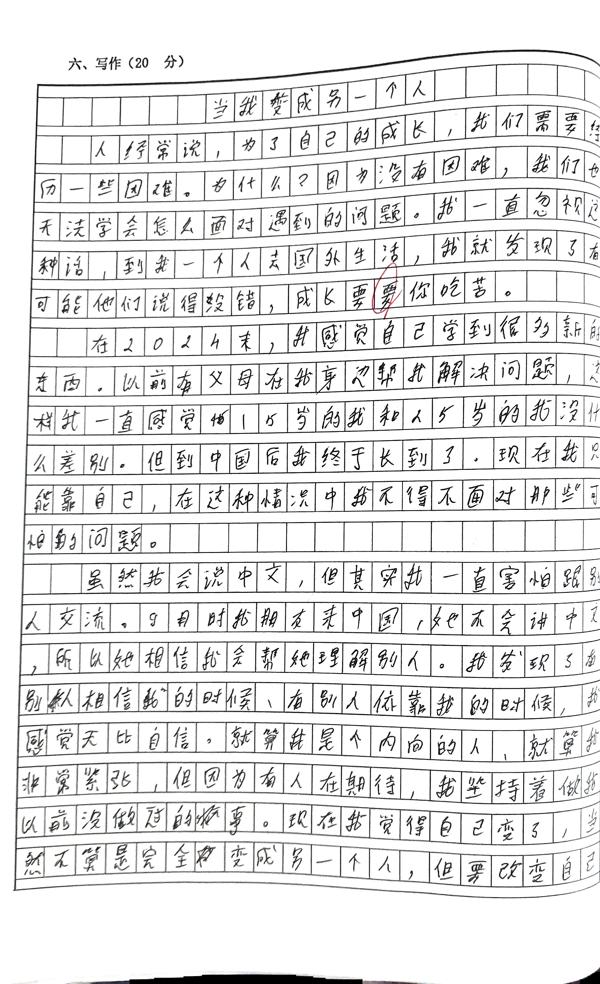 六、写作（20 分）
当我变成另一个人
人经常说，为了自己的成长，我们需要经
历一些困难。为什么？因为没有困难，我们也
无法学会怎么面对遇到的问题。我一直忽视这
种话，到我一个人去国外生活，我就发现了有
可能他们说得没错，成长要要你吃苦。
在2024末，我感觉自己学到很多新的
东西。以前有父母在我身边帮我解决问题，这
样我一直感觉 15岁的我和25岁的我没什
么差别。但到中国后我终于长到了。现在我只
能靠自己，在这种情况中我不得不面对那些可
怕的问题。
虽然我会说中文，但其实我一直害怕跟别
人交流。9月时我朋友来中国，她不会讲中文
，所以她相信我会帮她理解别人。我发现了有
别人相信我的时候、有别人依靠我的时候，我
感觉无比自信。就算我是个内向的人、就算我
非常紧张，但因为有人在期待，我坚持着做我
以前没做过的事。现在我觉得自己变了，当
然不算是完全变成另一个人，但要改变自己